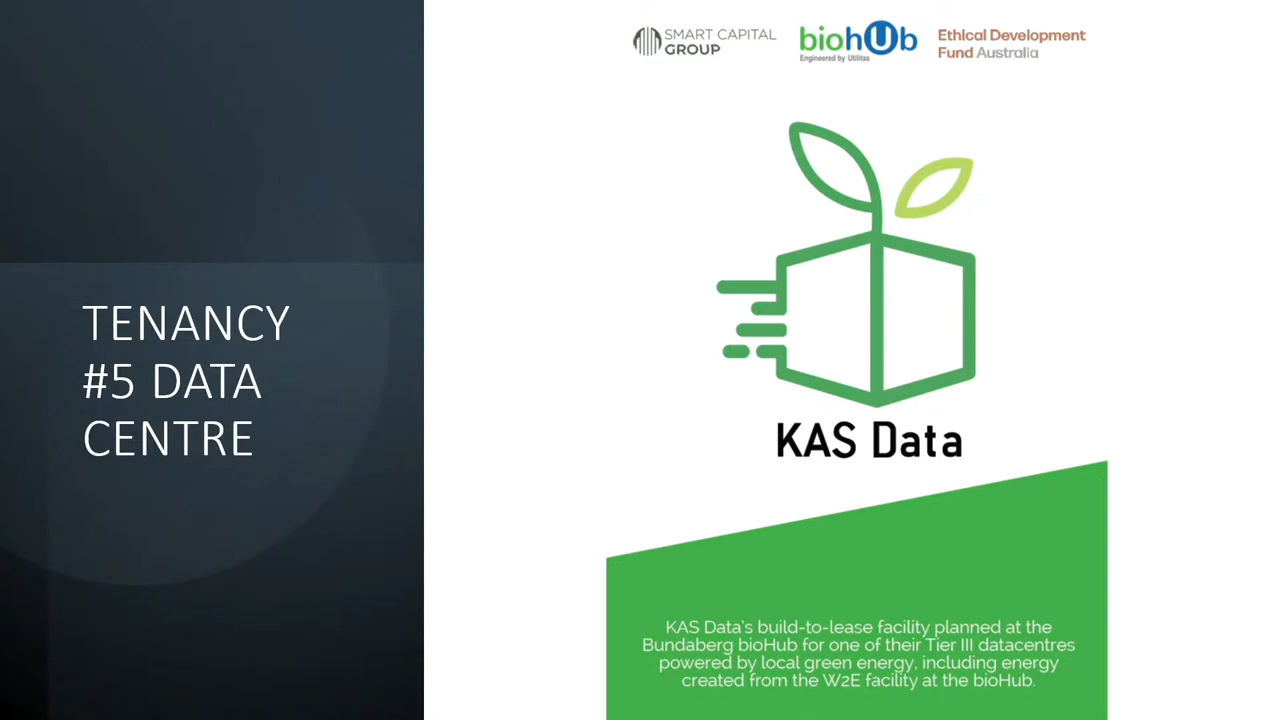 TENANCY
#5 DATA
CENTRE
SMART CAPITAL
GROUP
biohUb
Engineered by Utilitas
Ethical Development
Fund Australia
KAS Data
KAS Data's build-to-lease facility planned at the
Bundaberg bioHub for one of their Tier III datacentres
powered by local green energy, including energy
created from the W2E facility at the bioHub.